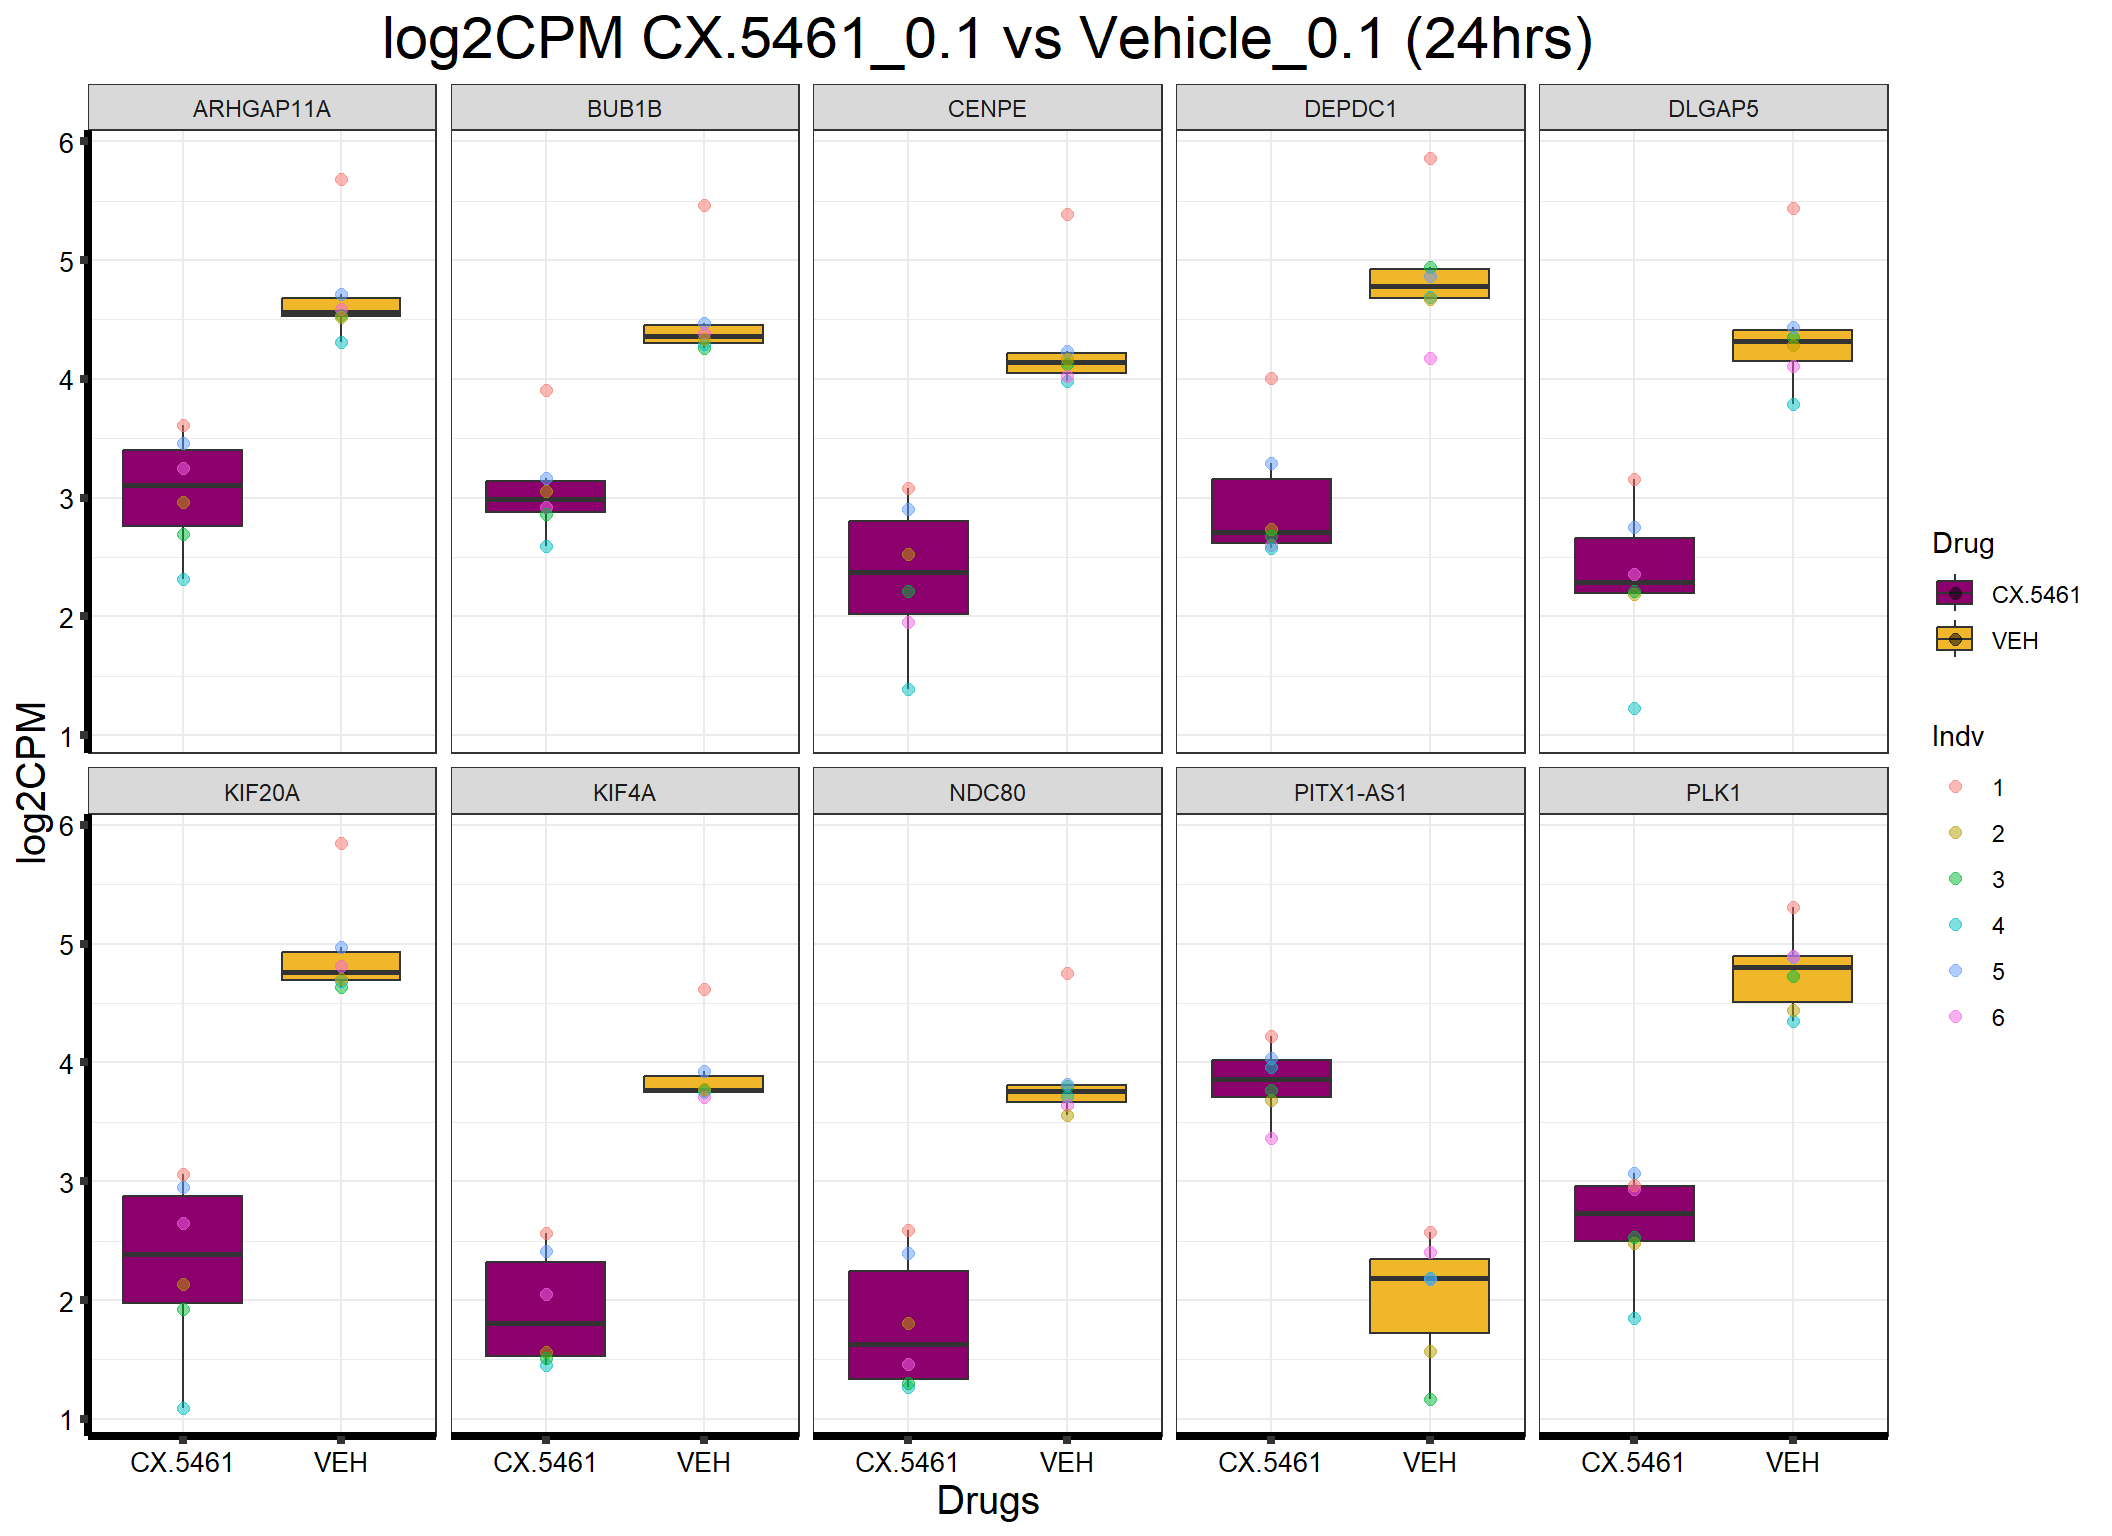 log2CPM CX.5461_0.1 vs Vehicle_0.1 (24hrs)
ARHGAP11A BUB1B CENPE DEPDC1 DLGAP5
6
5
4
3
2
1
KIF20A KIF4A NDC80 PITX1-AS1 PLK1
6
5
4
3
2
1
log2CPM
CX.5461 VEH CX.5461 VEH CX.5461 VEH CX.5461 VEH CX.5461 VEH
Drugs
Drug
CX.5461
VEH
Indv
1
2
3
4
5
6